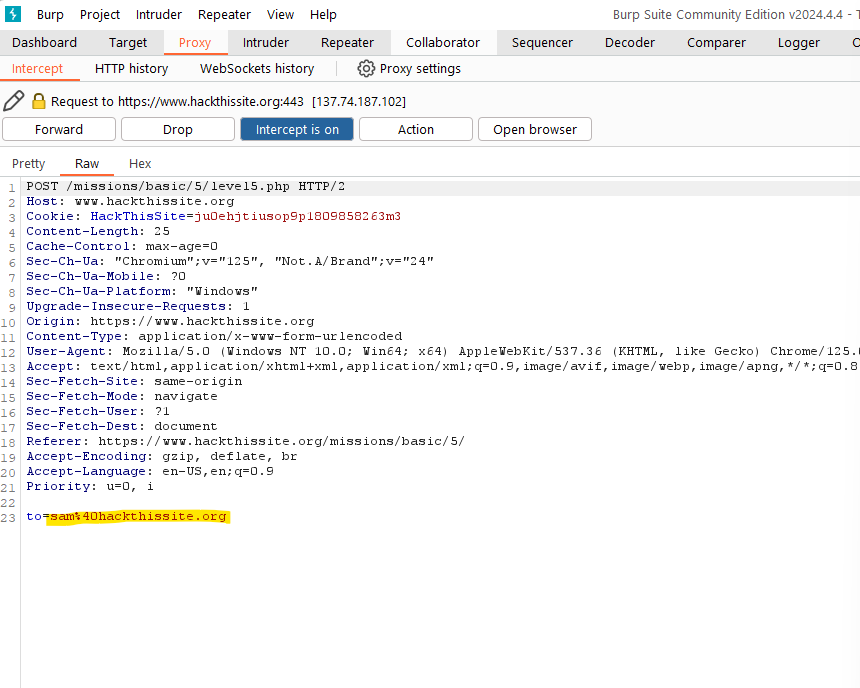 Burp Project Intruder Repeater View Help Burp Suite Community Edition v2024.4.4 -
Dashboard Target Proxy Intruder Repeater Collaborator Sequencer Decoder Comparer Logger
Intercept HTTP history WebSockets history Proxy settings
Request to https://www.hackthissite.org:443 [137.74.187.102]
Forward Drop Intercept is on Action Open browser
Pretty Raw Hex
1 POST /missions/basic/5/level5.php HTTP/2
2 Host: www.hackthissite.org
3 Cookie: HackThisSite=ju0ehjtiusop9p1809858263m3
4 Content-Length: 25
5 Cache-Control: max-age=0
6 Sec-Ch-Ua: "Chromium";v="125", "Not.A/Brand";v="24"
7 Sec-Ch-Ua-Mobile: ?0
8 Sec-Ch-Ua-Platform: "Windows"
9 Upgrade-Insecure-Requests: 1
10 Origin: https://www.hackthissite.org
11 Content-Type: application/x-www-form-urlencoded
12 User-Agent: Mozilla/5.0 (Windows NT 10.0; Win64; x64) AppleWebKit/537.36 (KHTML, like Gecko) Chrome/125.0
13 Accept: text/html,application/xhtml+xml,application/xml;q=0.9,image/avif,image/webp,image/apng,*/*;q=0.8
14 Sec-Fetch-Site: same-origin
15 Sec-Fetch-Mode: navigate
16 Sec-Fetch-User: ?1
17 Sec-Fetch-Dest: document
18 Referer: https://www.hackthissite.org/missions/basic/5/
19 Accept-Encoding: gzip, deflate, br
20 Accept-Language: en-US,en;q=0.9
21 Priority: u=0, i
22
23 to=sam%40hackthissite.org